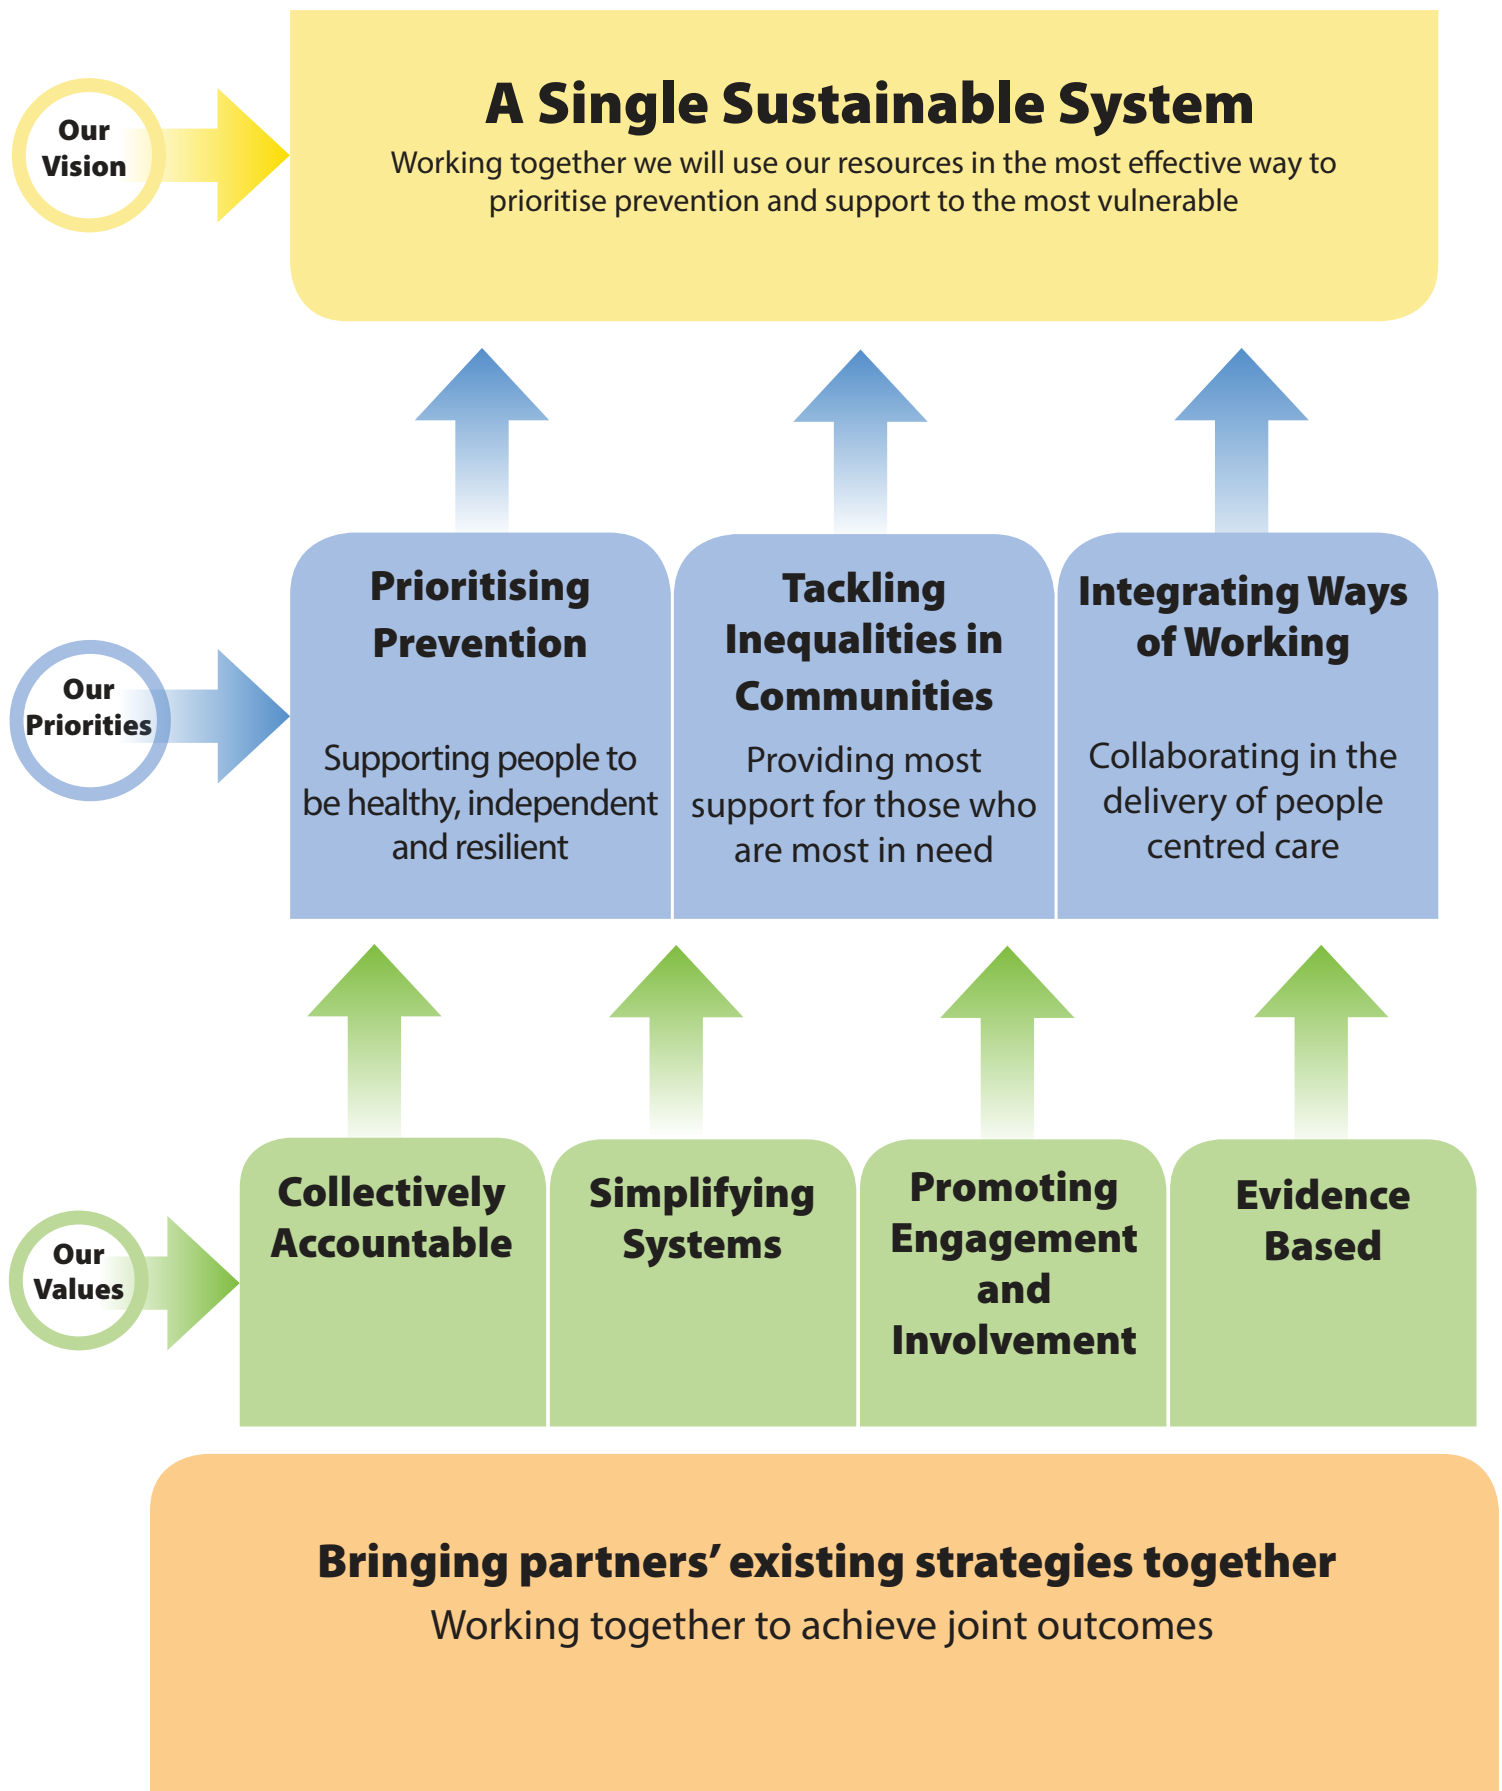 Our
Vision
A Single Sustainable System
Working together we will use our resources in the most effective way to
prioritise prevention and support to the most vulnerable
Our
Priorities
Prioritising
Prevention
Supporting people to
be healthy, independent
and resilient
Tackling
Inequalities in
Communities
Providing most
support for those who
are most in need
Integrating Ways
of Working
Collaborating in the
delivery of people
centred care
Our
Values
Collectively
Accountable
Simplifying
Systems
Promoting
Engagement
and
Involvement
Evidence
Based
Bringing partners’ existing strategies together
Working together to achieve joint outcomes